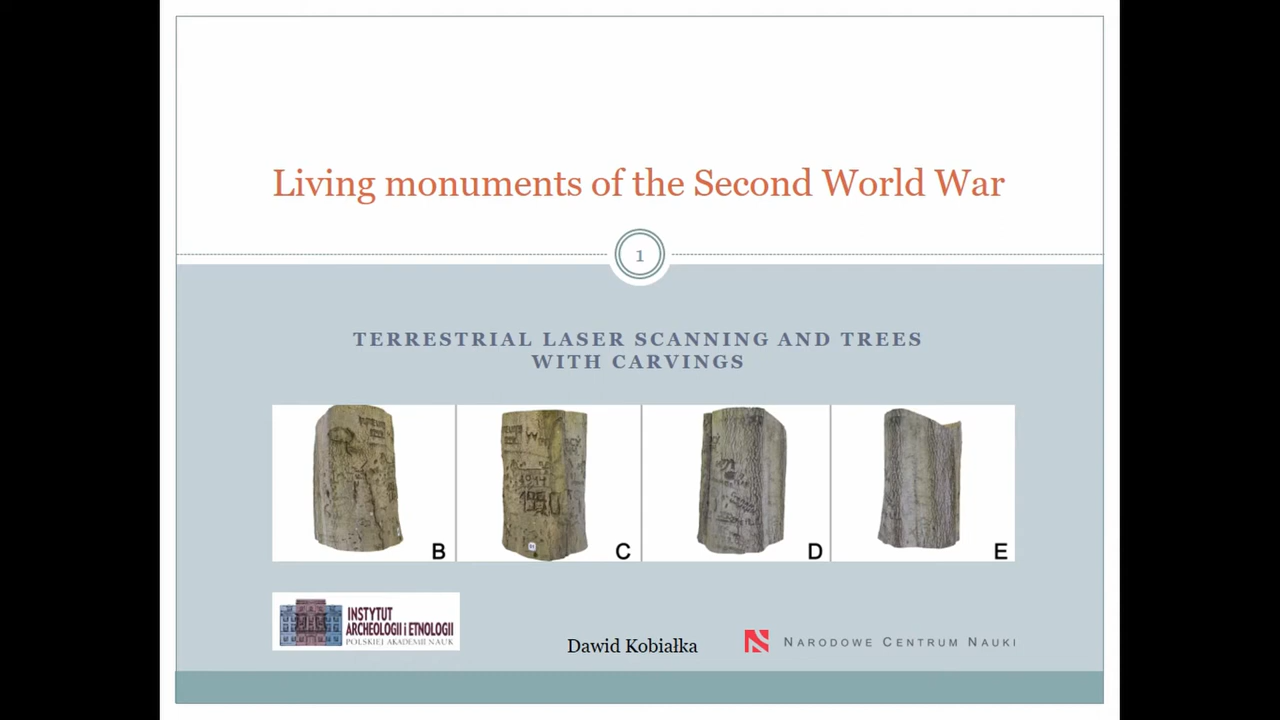 Living monuments of the Second World War
1
TERRESTRIAL LASER SCANNING AND TREES
WITH CARVINGS
B
C
D
E
INSTYTUT
ARCHEOLOGII i ETNOLOGII
POLSKIEJ AKADEMII NAUK
Dawid Kobiałka
NARODOWE CENTRUM NAUKI